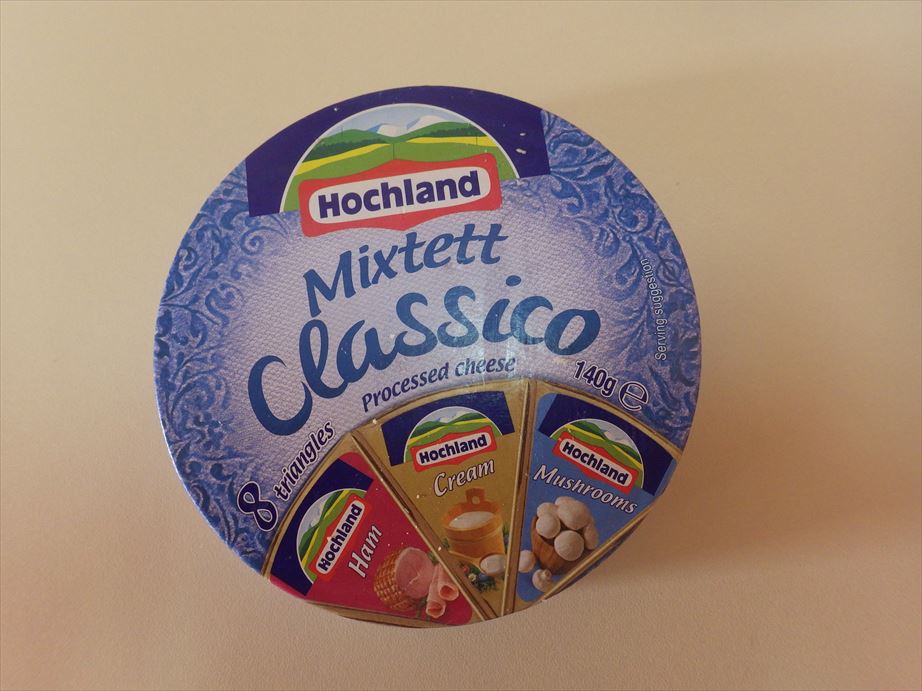 Hochland
Mixtett
Classico
Processed cheese
140g e
Serving suggestion
8 triangles
Hochland
Ham
Hochland
Cream
Hochland
Mushrooms